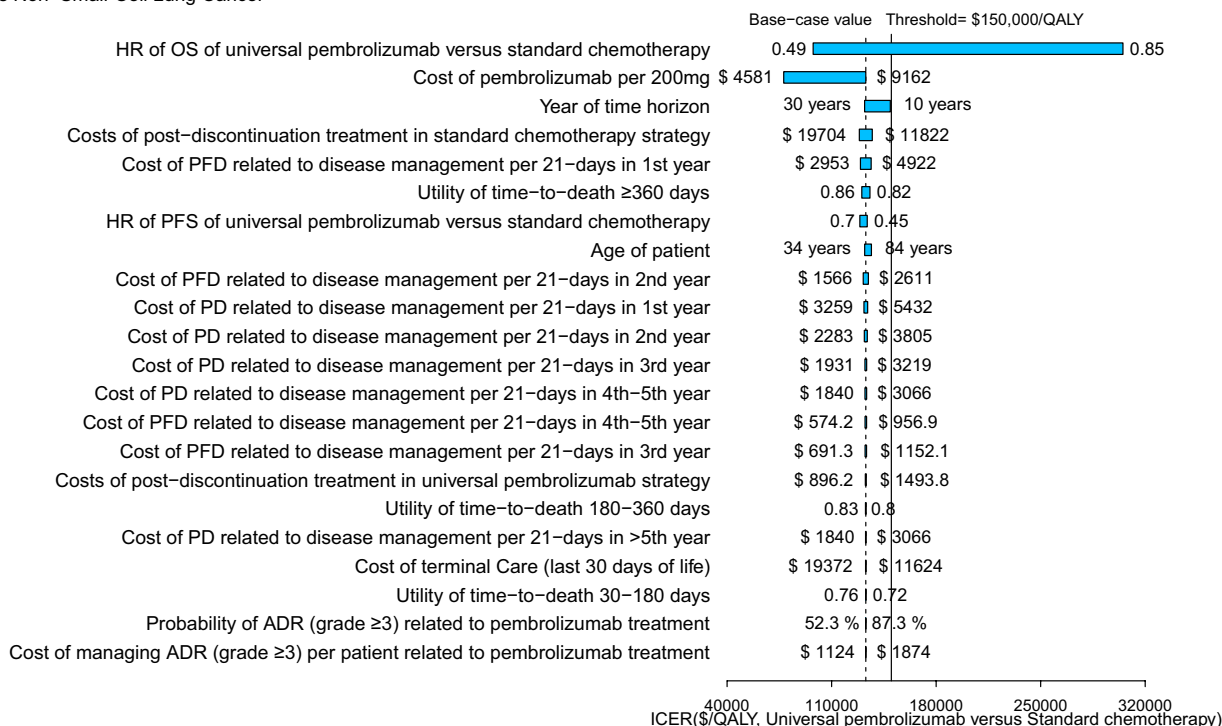 Base−case value Threshold= $150,000/QALY
HR of OS of universal pembrolizumab versus standard chemotherapy 0.49 0.85
Cost of pembrolizumab per 200mg $ 4581 $ 9162
Year of time horizon 30 years 10 years
Costs of post−discontinuation treatment in standard chemotherapy strategy $ 19704 $ 11822
Cost of PFD related to disease management per 21−days in 1st year $ 2953 $ 4922
Utility of time−to−death ≥360 days 0.86 0.82
HR of PFS of universal pembrolizumab versus standard chemotherapy 0.7 0.45
Age of patient 34 years 84 years
Cost of PFD related to disease management per 21−days in 2nd year $ 1566 $ 2611
Cost of PD related to disease management per 21−days in 1st year $ 3259 $ 5432
Cost of PD related to disease management per 21−days in 2nd year $ 2283 $ 3805
Cost of PD related to disease management per 21−days in 3rd year $ 1931 $ 3219
Cost of PD related to disease management per 21−days in 4th−5th year $ 1840 $ 3066
Cost of PFD related to disease management per 21−days in 4th−5th year $ 574.2 $ 956.9
Cost of PFD related to disease management per 21−days in 3rd year $ 691.3 $ 1152.1
Costs of post−discontinuation treatment in universal pembrolizumab strategy $ 896.2 $ 1493.8
Utility of time−to−death 180−360 days 0.83 0.8
Cost of PD related to disease management per 21−days in >5th year $ 1840 $ 3066
Cost of terminal Care (last 30 days of life) $ 19372 $ 11624
Utility of time−to−death 30−180 days 0.76 0.72
Probability of ADR (grade ≥3) related to pembrolizumab treatment 52.3 % 87.3 %
Cost of managing ADR (grade ≥3) per patient related to pembrolizumab treatment $ 1124 $ 1874
40000 110000 180000 250000 320000
ICER($/QALY, Universal pembrolizumab versus Standard chemotherapy)